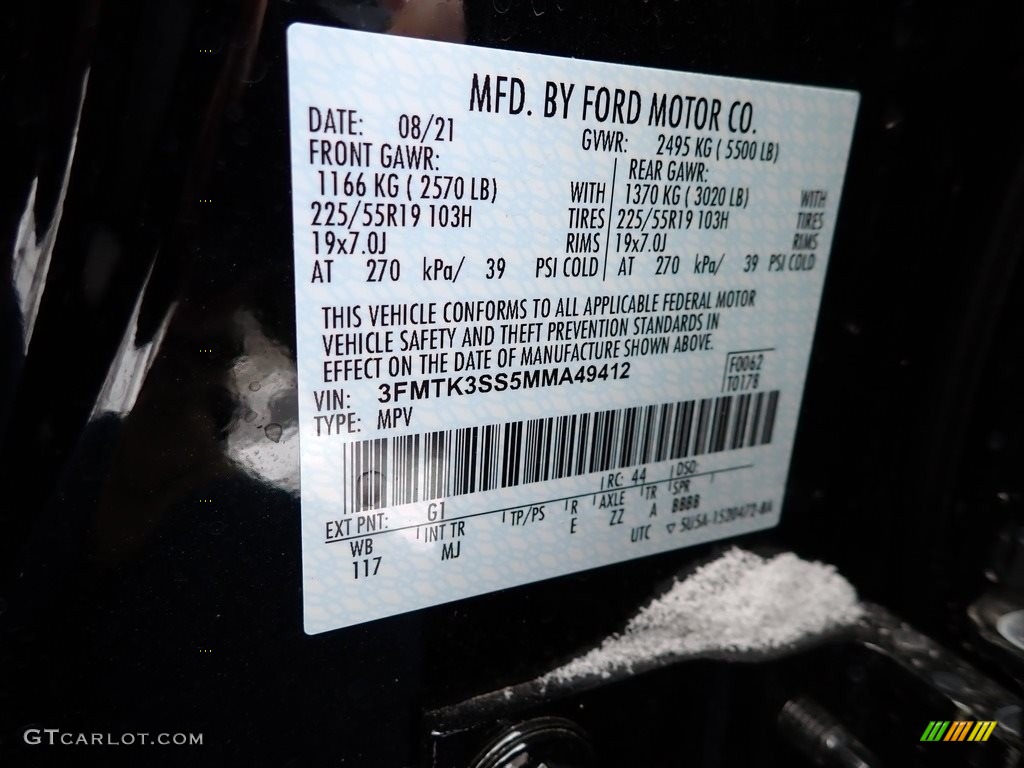 MFD. BY FORD MOTOR CO.
DATE: 08/21 GVWR: 2495 KG ( 5500 LB)
FRONT GAWR: REAR GAWR:
1166 KG ( 2570 LB) WITH 1370 KG ( 3020 LB) WITH
225/55R19 103H TIRES 225/55R19 103H TIRES
19x7.0J RIMS 19x7.0J RIMS
AT 270 kPa/ 39 PSI COLD AT 270 kPa/ 39 PSI COLD
THIS VEHICLE CONFORMS TO ALL APPLICABLE FEDERAL MOTOR
VEHICLE SAFETY AND THEFT PREVENTION STANDARDS IN
EFFECT ON THE DATE OF MANUFACTURE SHOWN ABOVE.
VIN: 3FMTK3SS5MMA49412 F0062
TYPE: MPV T0178
EXT PNT: G1 RC: 44 DSO:
WB INT TR TP/PS R AXLE TR SPR
117 MJ E ZZ A BBBB
UTC
GTCARLOT.COM